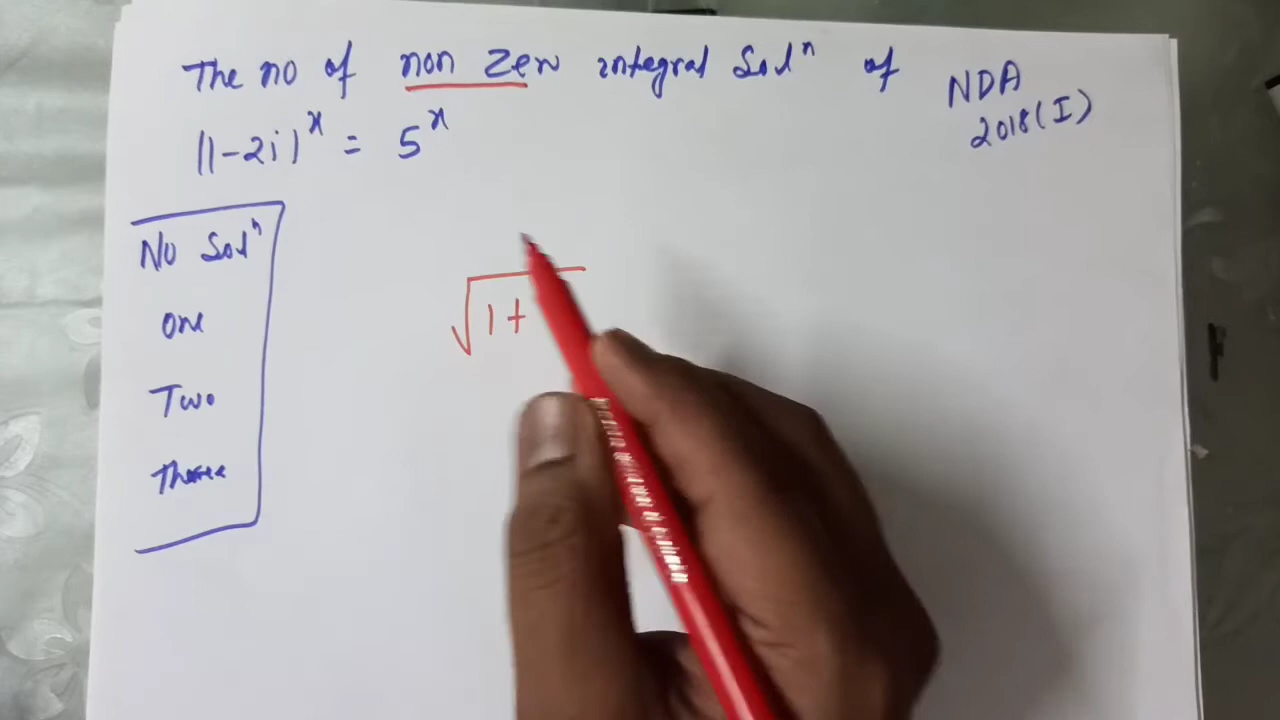 The no of non zero integral Solⁿ of
NDA
2018(I)
(1-2i)^x = 5^x
No Solⁿ
one
Two
Three
√1+